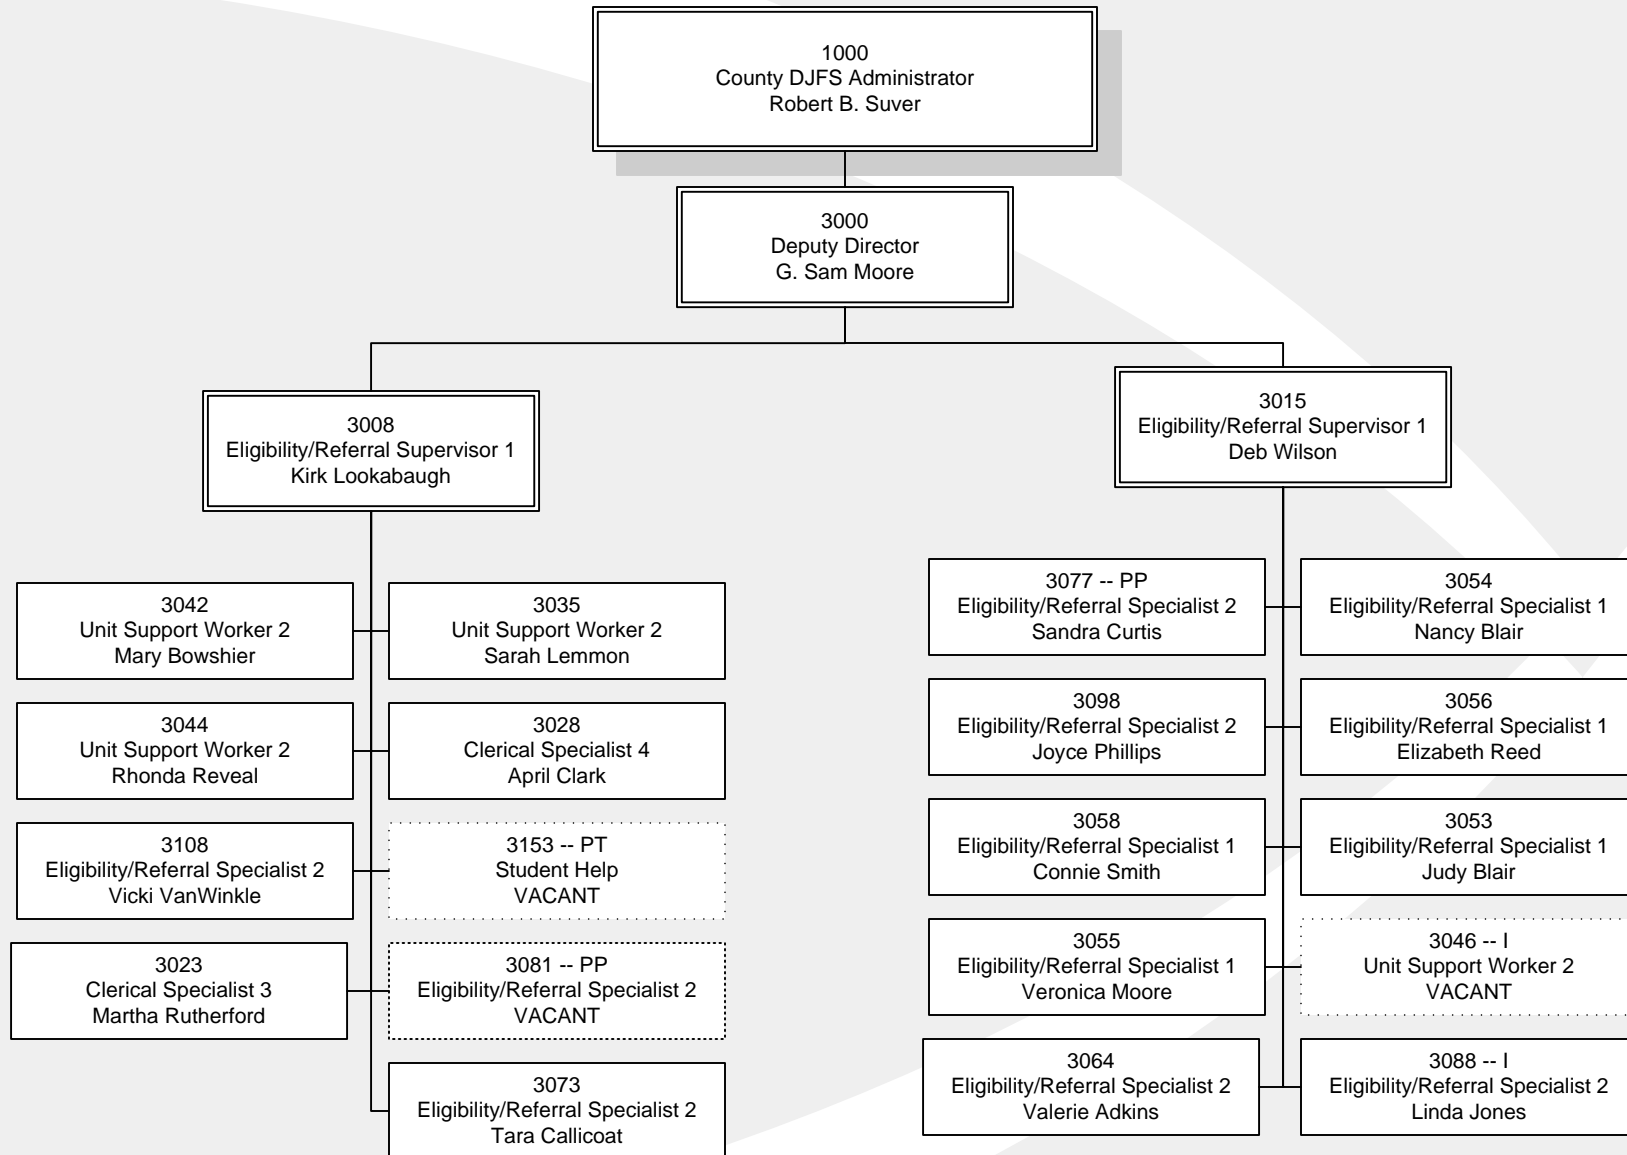 1000
County DJFS Administrator
Robert B. Suver
3000
Deputy Director
G. Sam Moore
3008
Eligibility/Referral Supervisor 1
Kirk Lookabaugh
3015
Eligibility/Referral Supervisor 1
Deb Wilson
3042
Unit Support Worker 2
Mary Bowshier
3035
Unit Support Worker 2
Sarah Lemmon
3044
Unit Support Worker 2
Rhonda Reveal
3028
Clerical Specialist 4
April Clark
3108
Eligibility/Referral Specialist 2
Vicki VanWinkle
3153 -- PT
Student Help
VACANT
3023
Clerical Specialist 3
Martha Rutherford
3081 -- PP
Eligibility/Referral Specialist 2
VACANT
3073
Eligibility/Referral Specialist 2
Tara Callicoat
3077 -- PP
Eligibility/Referral Specialist 2
Sandra Curtis
3054
Eligibility/Referral Specialist 1
Nancy Blair
3098
Eligibility/Referral Specialist 2
Joyce Phillips
3056
Eligibility/Referral Specialist 1
Elizabeth Reed
3058
Eligibility/Referral Specialist 1
Connie Smith
3053
Eligibility/Referral Specialist 1
Judy Blair
3055
Eligibility/Referral Specialist 1
Veronica Moore
3046 -- I
Unit Support Worker 2
VACANT
3064
Eligibility/Referral Specialist 2
Valerie Adkins
3088 -- I
Eligibility/Referral Specialist 2
Linda Jones